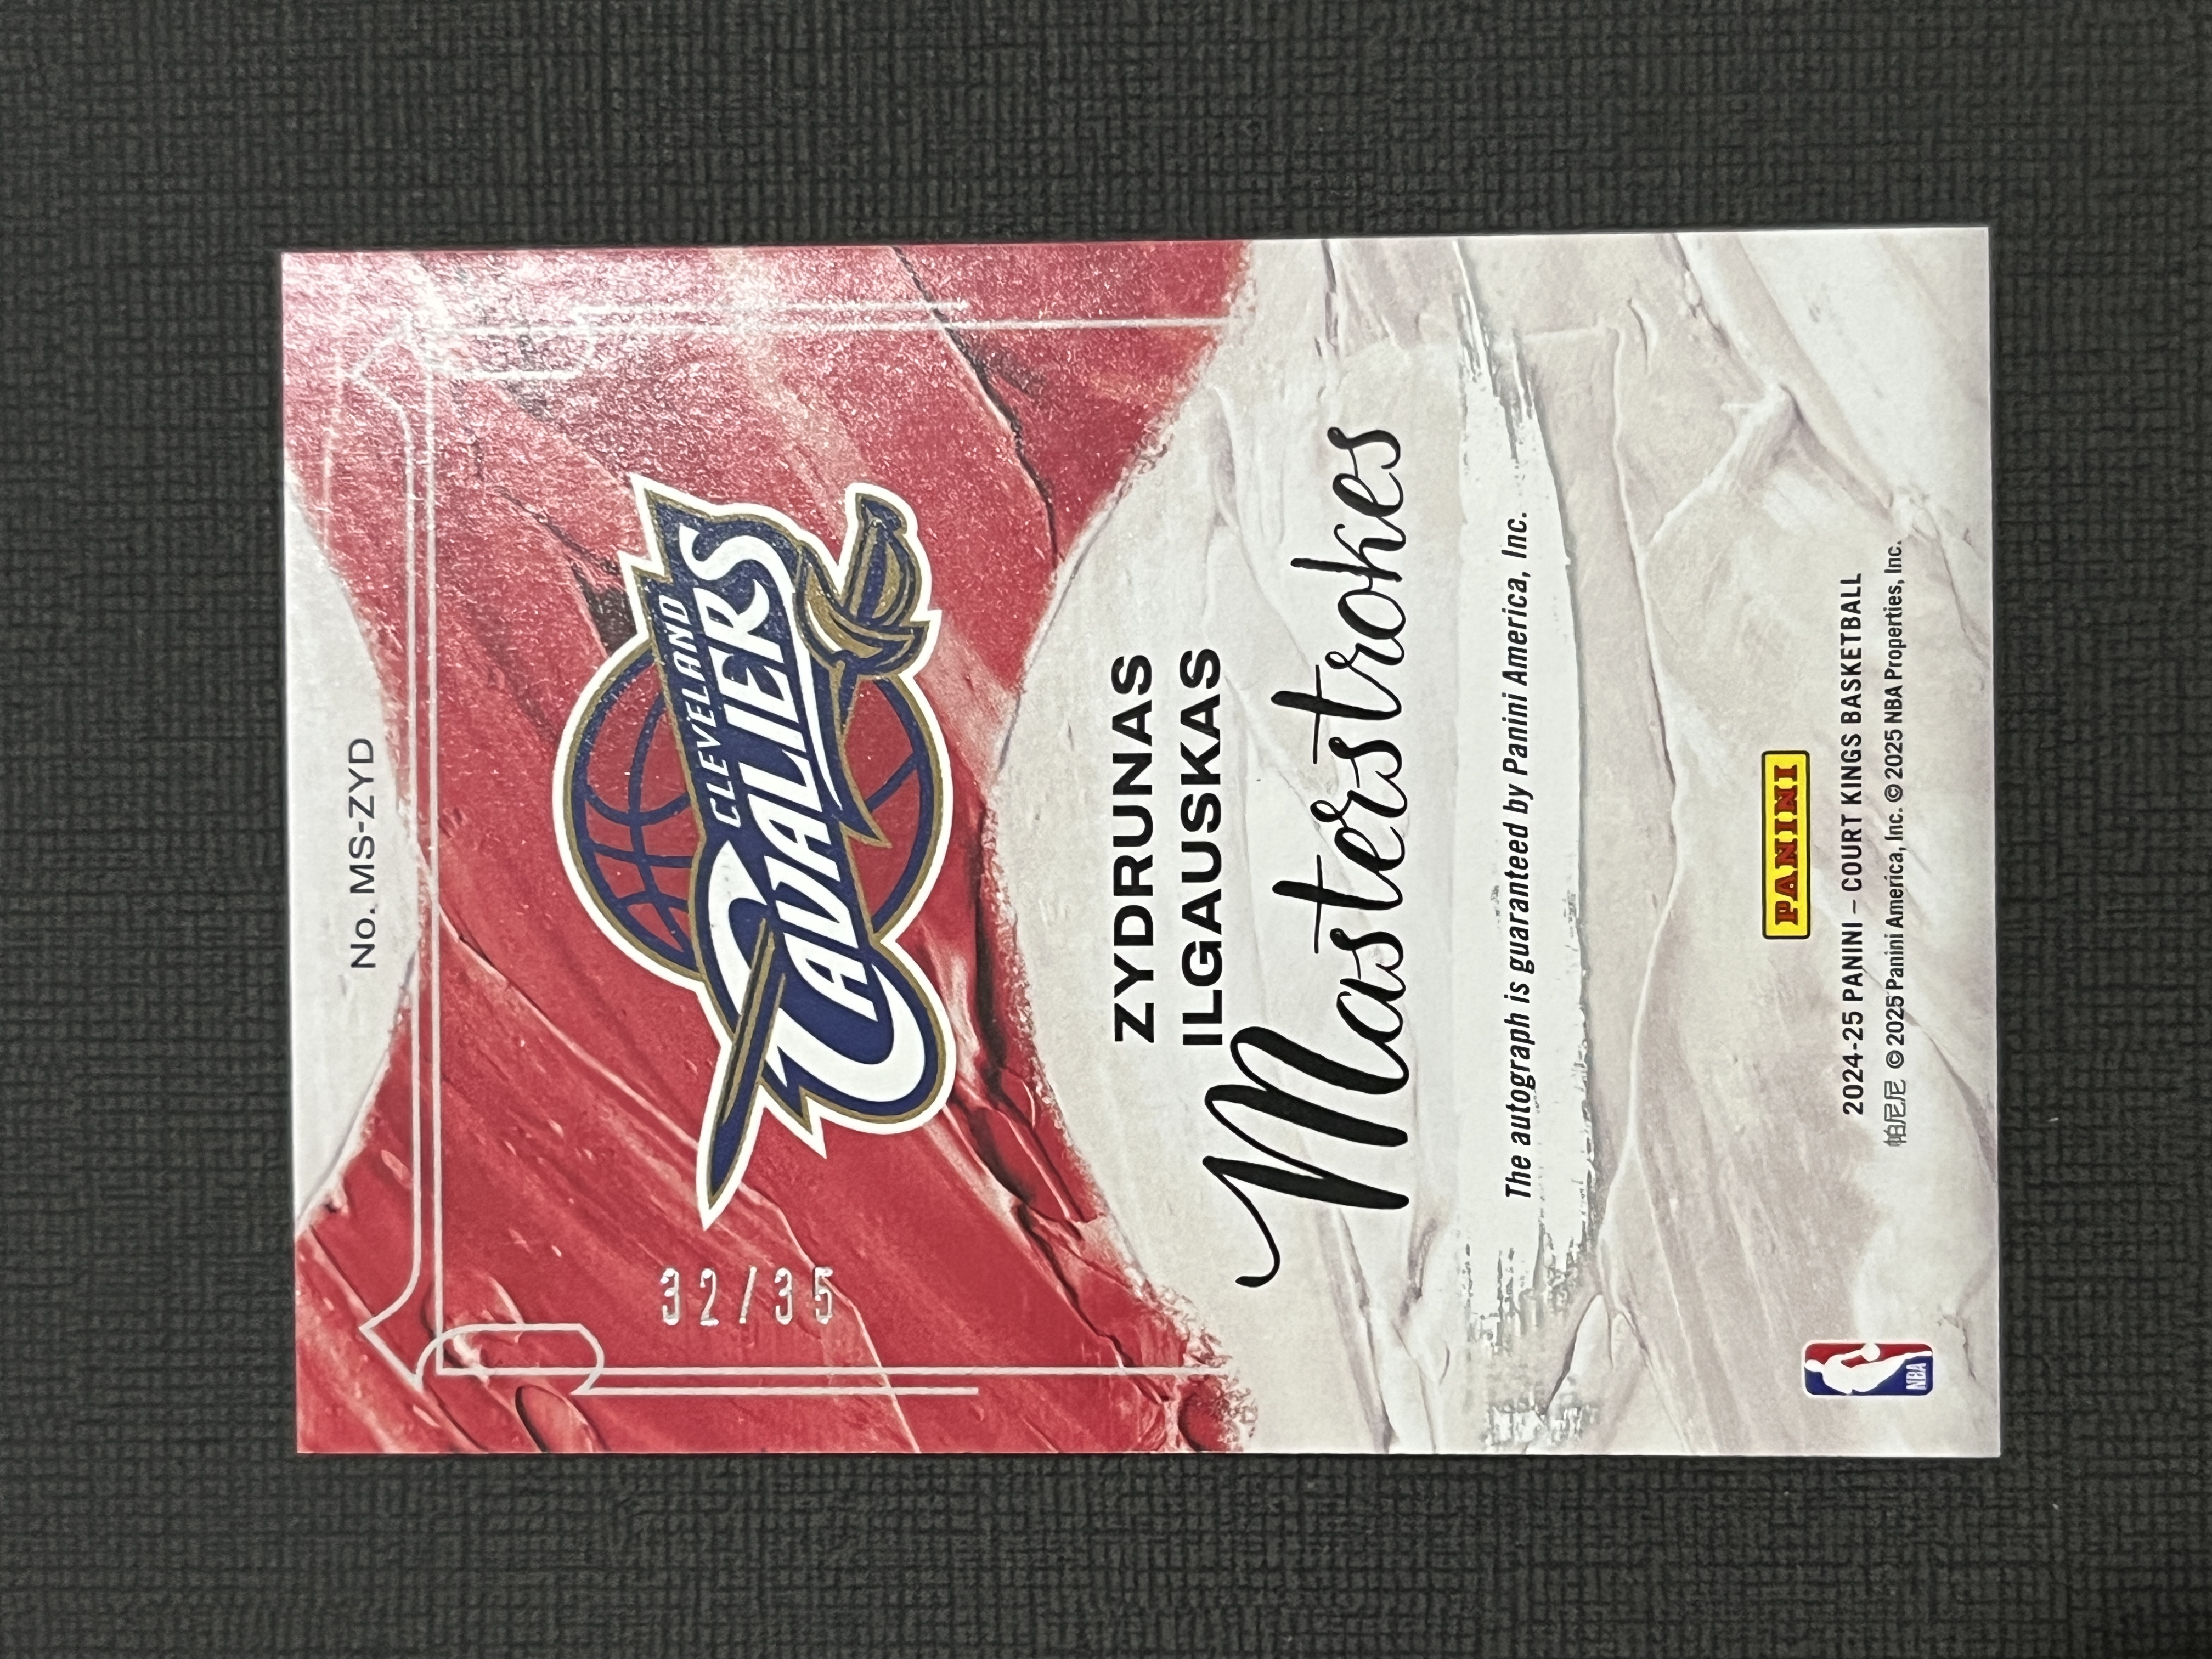 No. MS-ZYD
CLEVELAND
CAVALIERS
32/35
ZYDRUNAS
ILGAUSKAS
Masterstrokes
The autograph is guaranteed by Panini America, Inc.
PANINI
2024-25 PANINI – COURT KINGS BASKETBALL
帕尼尼 © 2025 Panini America, Inc. © 2025 NBA Properties, Inc.
NBA